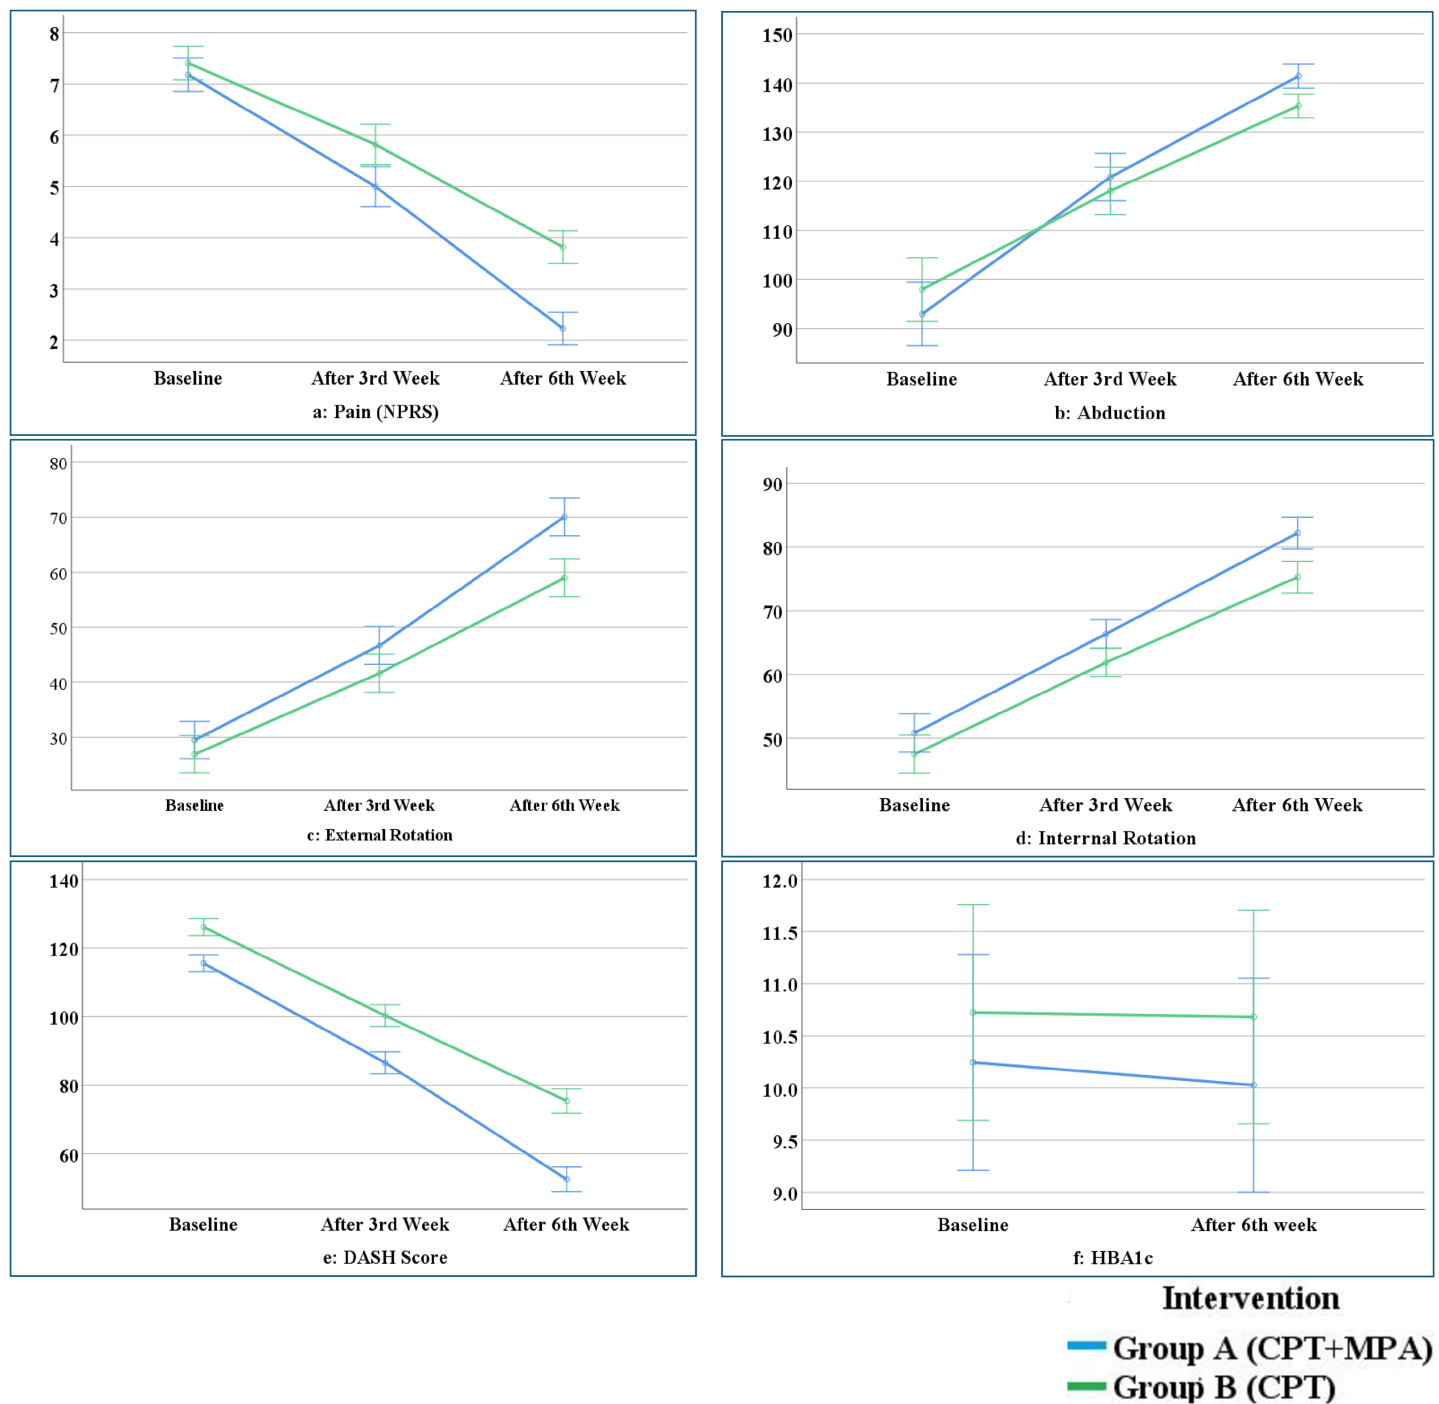 8
7
6
5
4
3
2
Baseline After 3rd Week After 6th Week
a: Pain (NPRS)
150
140
130
120
110
100
90
Baseline After 3rd Week After 6th Week
b: Abduction
80
70
60
50
40
30
Baseline After 3rd Week After 6th Week
c: External Rotation
90
80
70
60
50
Baseline After 3rd Week After 6th Week
d: Interrnal Rotation
140
120
100
80
60
Baseline After 3rd Week After 6th Week
e: DASH Score
12.0
11.5
11.0
10.5
10.0
9.5
9.0
Baseline After 6th week
f: HBA1c
Intervention
Group A (CPT+MPA)
Group B (CPT)